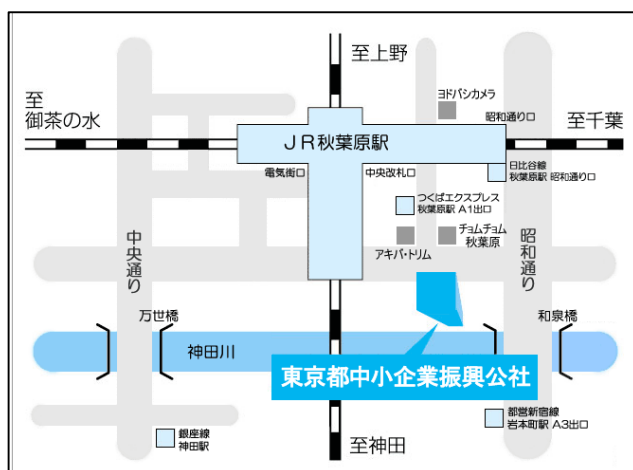 至上野
ヨドバシカメラ
至
御茶の水
昭和通り口
至千葉
JR秋葉原駅
電気街口
中央改札口
日比谷線
秋葉原駅 昭和通り口
つくばエクスプレス
秋葉原駅 A1出口
チョムチョム
秋葉原
アキバ・トリム
中央通り
昭和通り
万世橋
和泉橋
神田川
東京都中小企業振興公社
銀座線
神田駅
至神田
都営新宿線
岩本町駅 A3出口